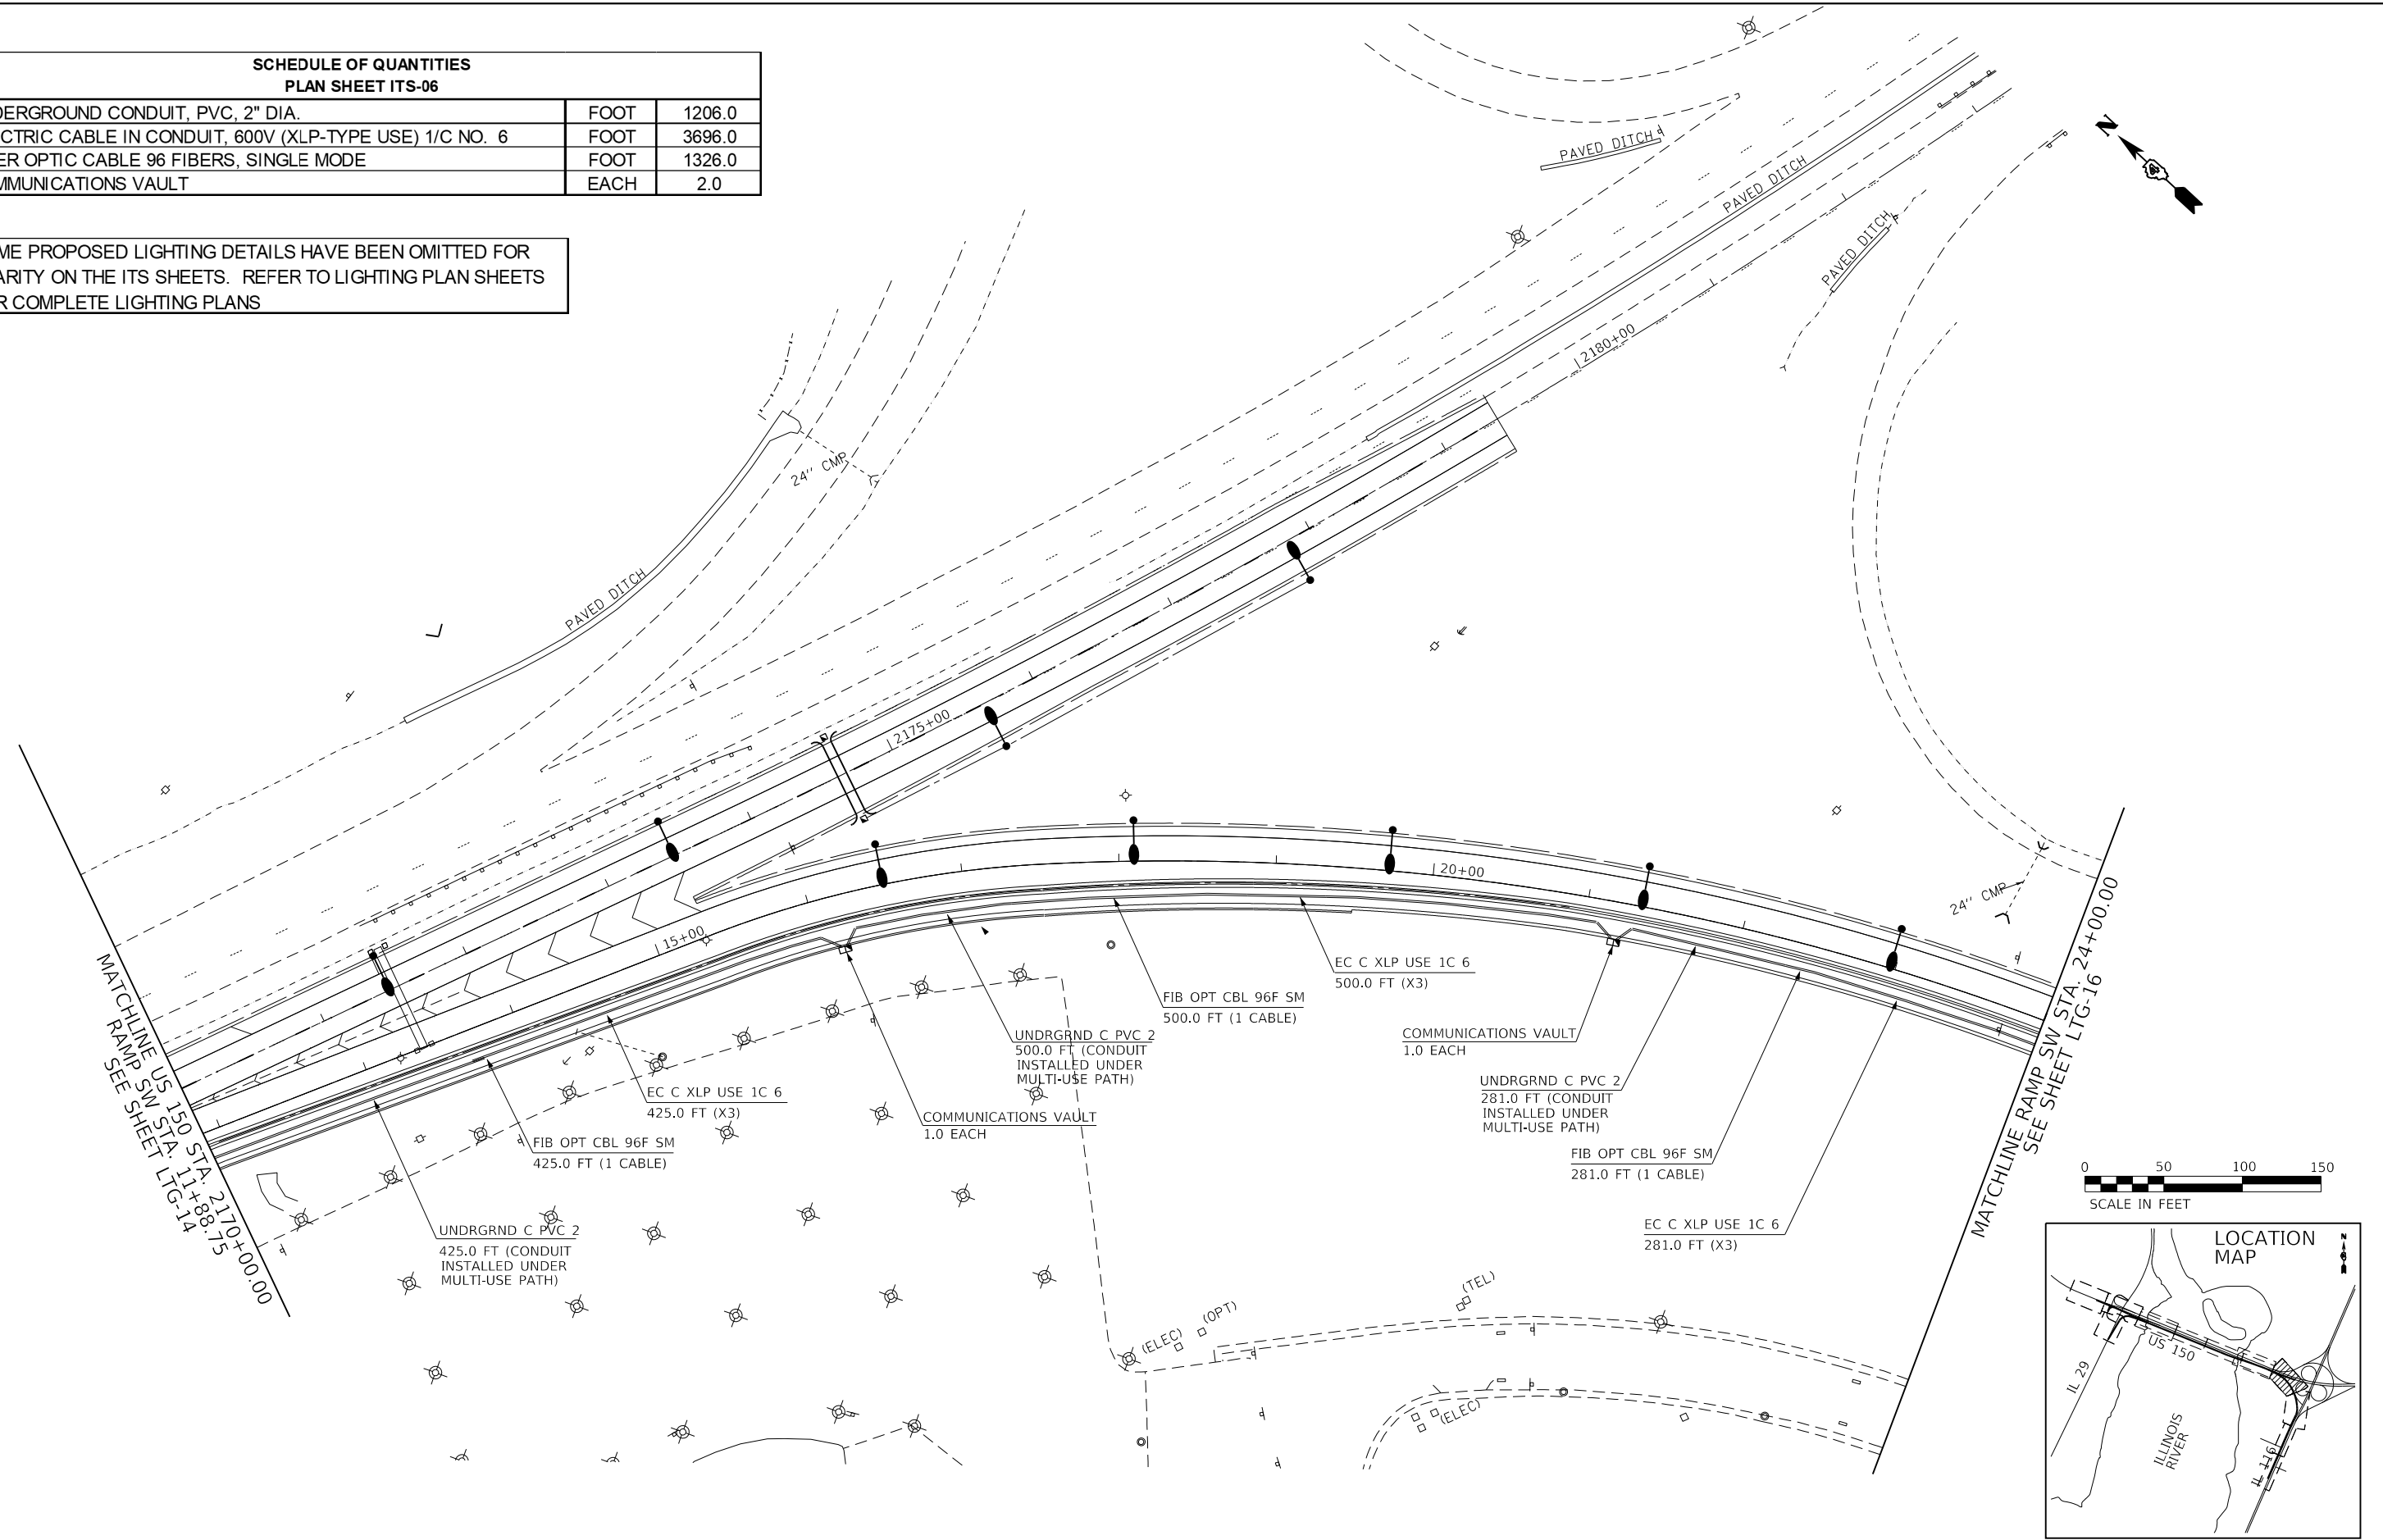 SCHEDULE OF QUANTITIES
PLAN SHEET ITS-06
DERGROUND CONDUIT, PVC, 2" DIA. FOOT 1206.0
CTRIC CABLE IN CONDUIT, 600V (XLP-TYPE USE) 1/C NO. 6 FOOT 3696.0
ER OPTIC CABLE 96 FIBERS, SINGLE MODE FOOT 1326.0
MMUNICATIONS VAULT EACH 2.0
ME PROPOSED LIGHTING DETAILS HAVE BEEN OMITTED FOR
ARITY ON THE ITS SHEETS. REFER TO LIGHTING PLAN SHEETS
R COMPLETE LIGHTING PLANS
PAVED DITCH
PAVED DITCH
PAVED DITCH
N
2180+00
24'' CMP
PAVED DITCH
2175+00
20+00
15+00
24'' CMP
MATCHLINE US 150 STA. 2170+00.00
RAMP SW STA. 11+88.75
SEE SHEET LTG-14
EC C XLP USE 1C 6
500.0 FT (X3)
FIB OPT CBL 96F SM
500.0 FT (1 CABLE)
UNDRGRND C PVC 2
500.0 FT (CONDUIT
INSTALLED UNDER
MULTI-USE PATH)
COMMUNICATIONS VAULT
1.0 EACH
EC C XLP USE 1C 6
425.0 FT (X3)
COMMUNICATIONS VAULT
1.0 EACH
FIB OPT CBL 96F SM
425.0 FT (1 CABLE)
UNDRGRND C PVC 2
425.0 FT (CONDUIT
INSTALLED UNDER
MULTI-USE PATH)
UNDRGRND C PVC 2
281.0 FT (CONDUIT
INSTALLED UNDER
MULTI-USE PATH)
FIB OPT CBL 96F SM
281.0 FT (1 CABLE)
EC C XLP USE 1C 6
281.0 FT (X3)
MATCHLINE RAMP SW STA. 24+00.00
SEE SHEET LTG-16
0 50 100 150
SCALE IN FEET
(TEL)
(OPT)
(ELEC)
(ELEC)
LOCATION
MAP
N
US 150
IL 29
ILLINOIS
RIVER
IL 116